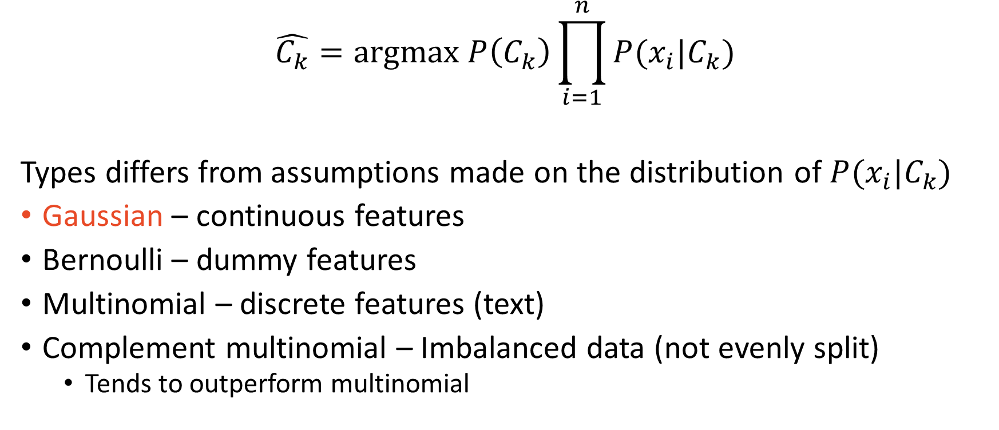 $\widehat{C_k} = \text{argmax}\, P(C_k) \prod_{i=1}^{n} P(x_i|C_k)$
Types differs from assumptions made on the distribution of $P(x_i|C_k)$
• Gaussian – continuous features
• Bernoulli – dummy features
• Multinomial – discrete features (text)
• Complement multinomial – Imbalanced data (not evenly split)
• Tends to outperform multinomial